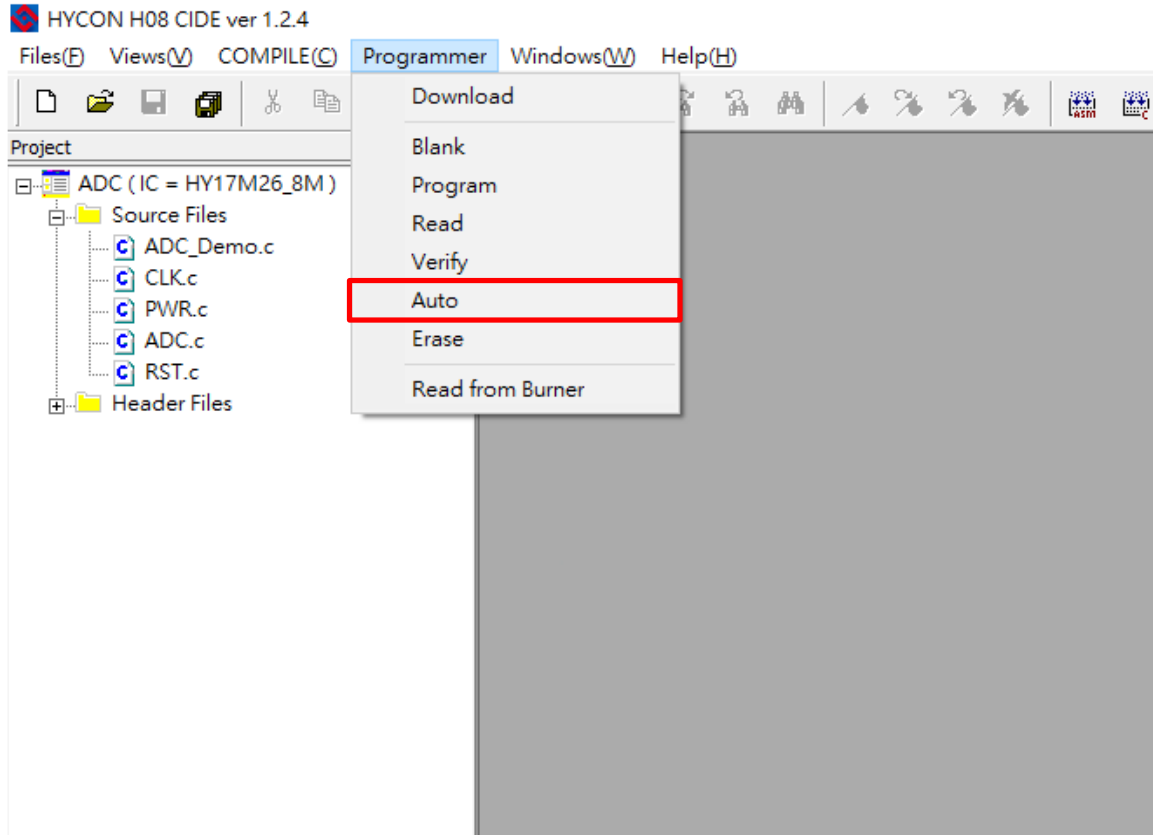 HYCON H08 CIDE ver 1.2.4
Files(F) Views(V) COMPILE(C) Programmer Windows(W) Help(H)
Download
Project
Blank
ADC ( IC = HY17M26_8M )
Program
Source Files
Read
ADC_Demo.c
Verify
CLK.c
Auto
PWR.c
Erase
ADC.c
RST.c
Read from Burner
Header Files
ASM
C